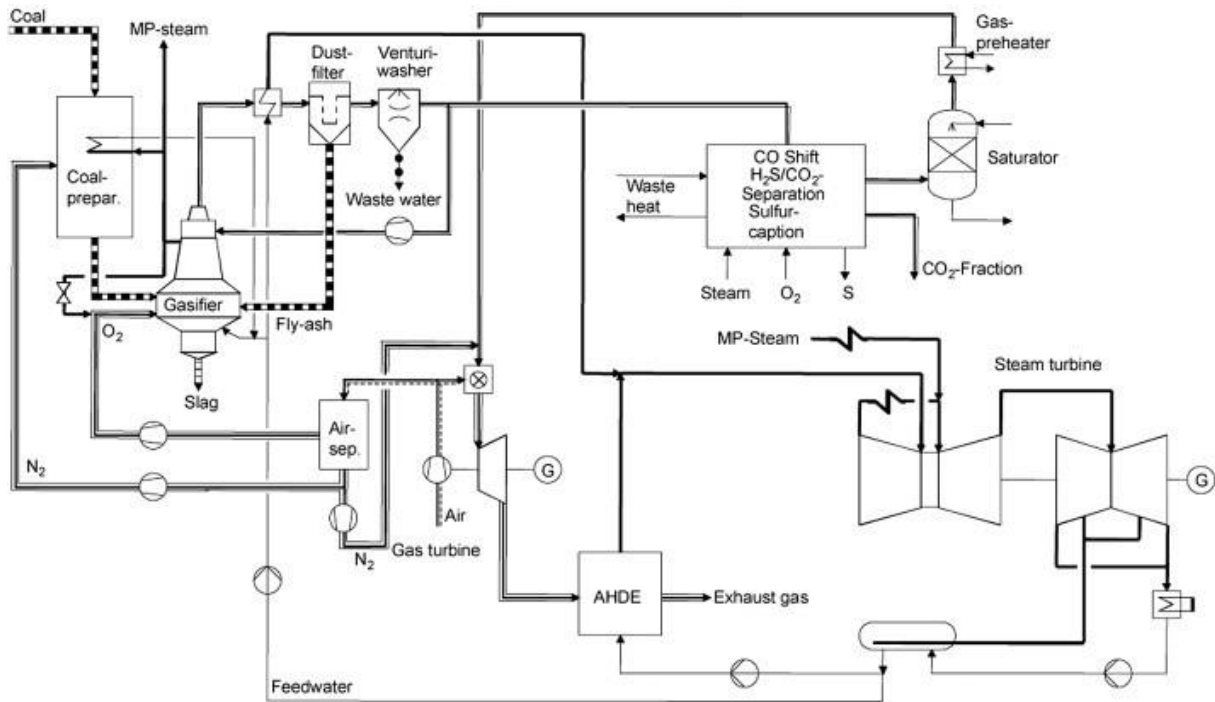 Coal
MP-steam
Dust-
filter
Venturi-
washer
Gas-
preheater
Coal-
prepar.
Waste water
Waste
heat
CO Shift
H₂S/CO₂-
Separation
Sulfur-
caption
Saturator
CO₂-Fraction
Steam
O₂
S
Gasifier
O₂
Fly-ash
Slag
MP-Steam
Steam turbine
Air-
sep.
N₂
G
G
Air
Gas turbine
N₂
AHDE
Exhaust gas
Feedwater